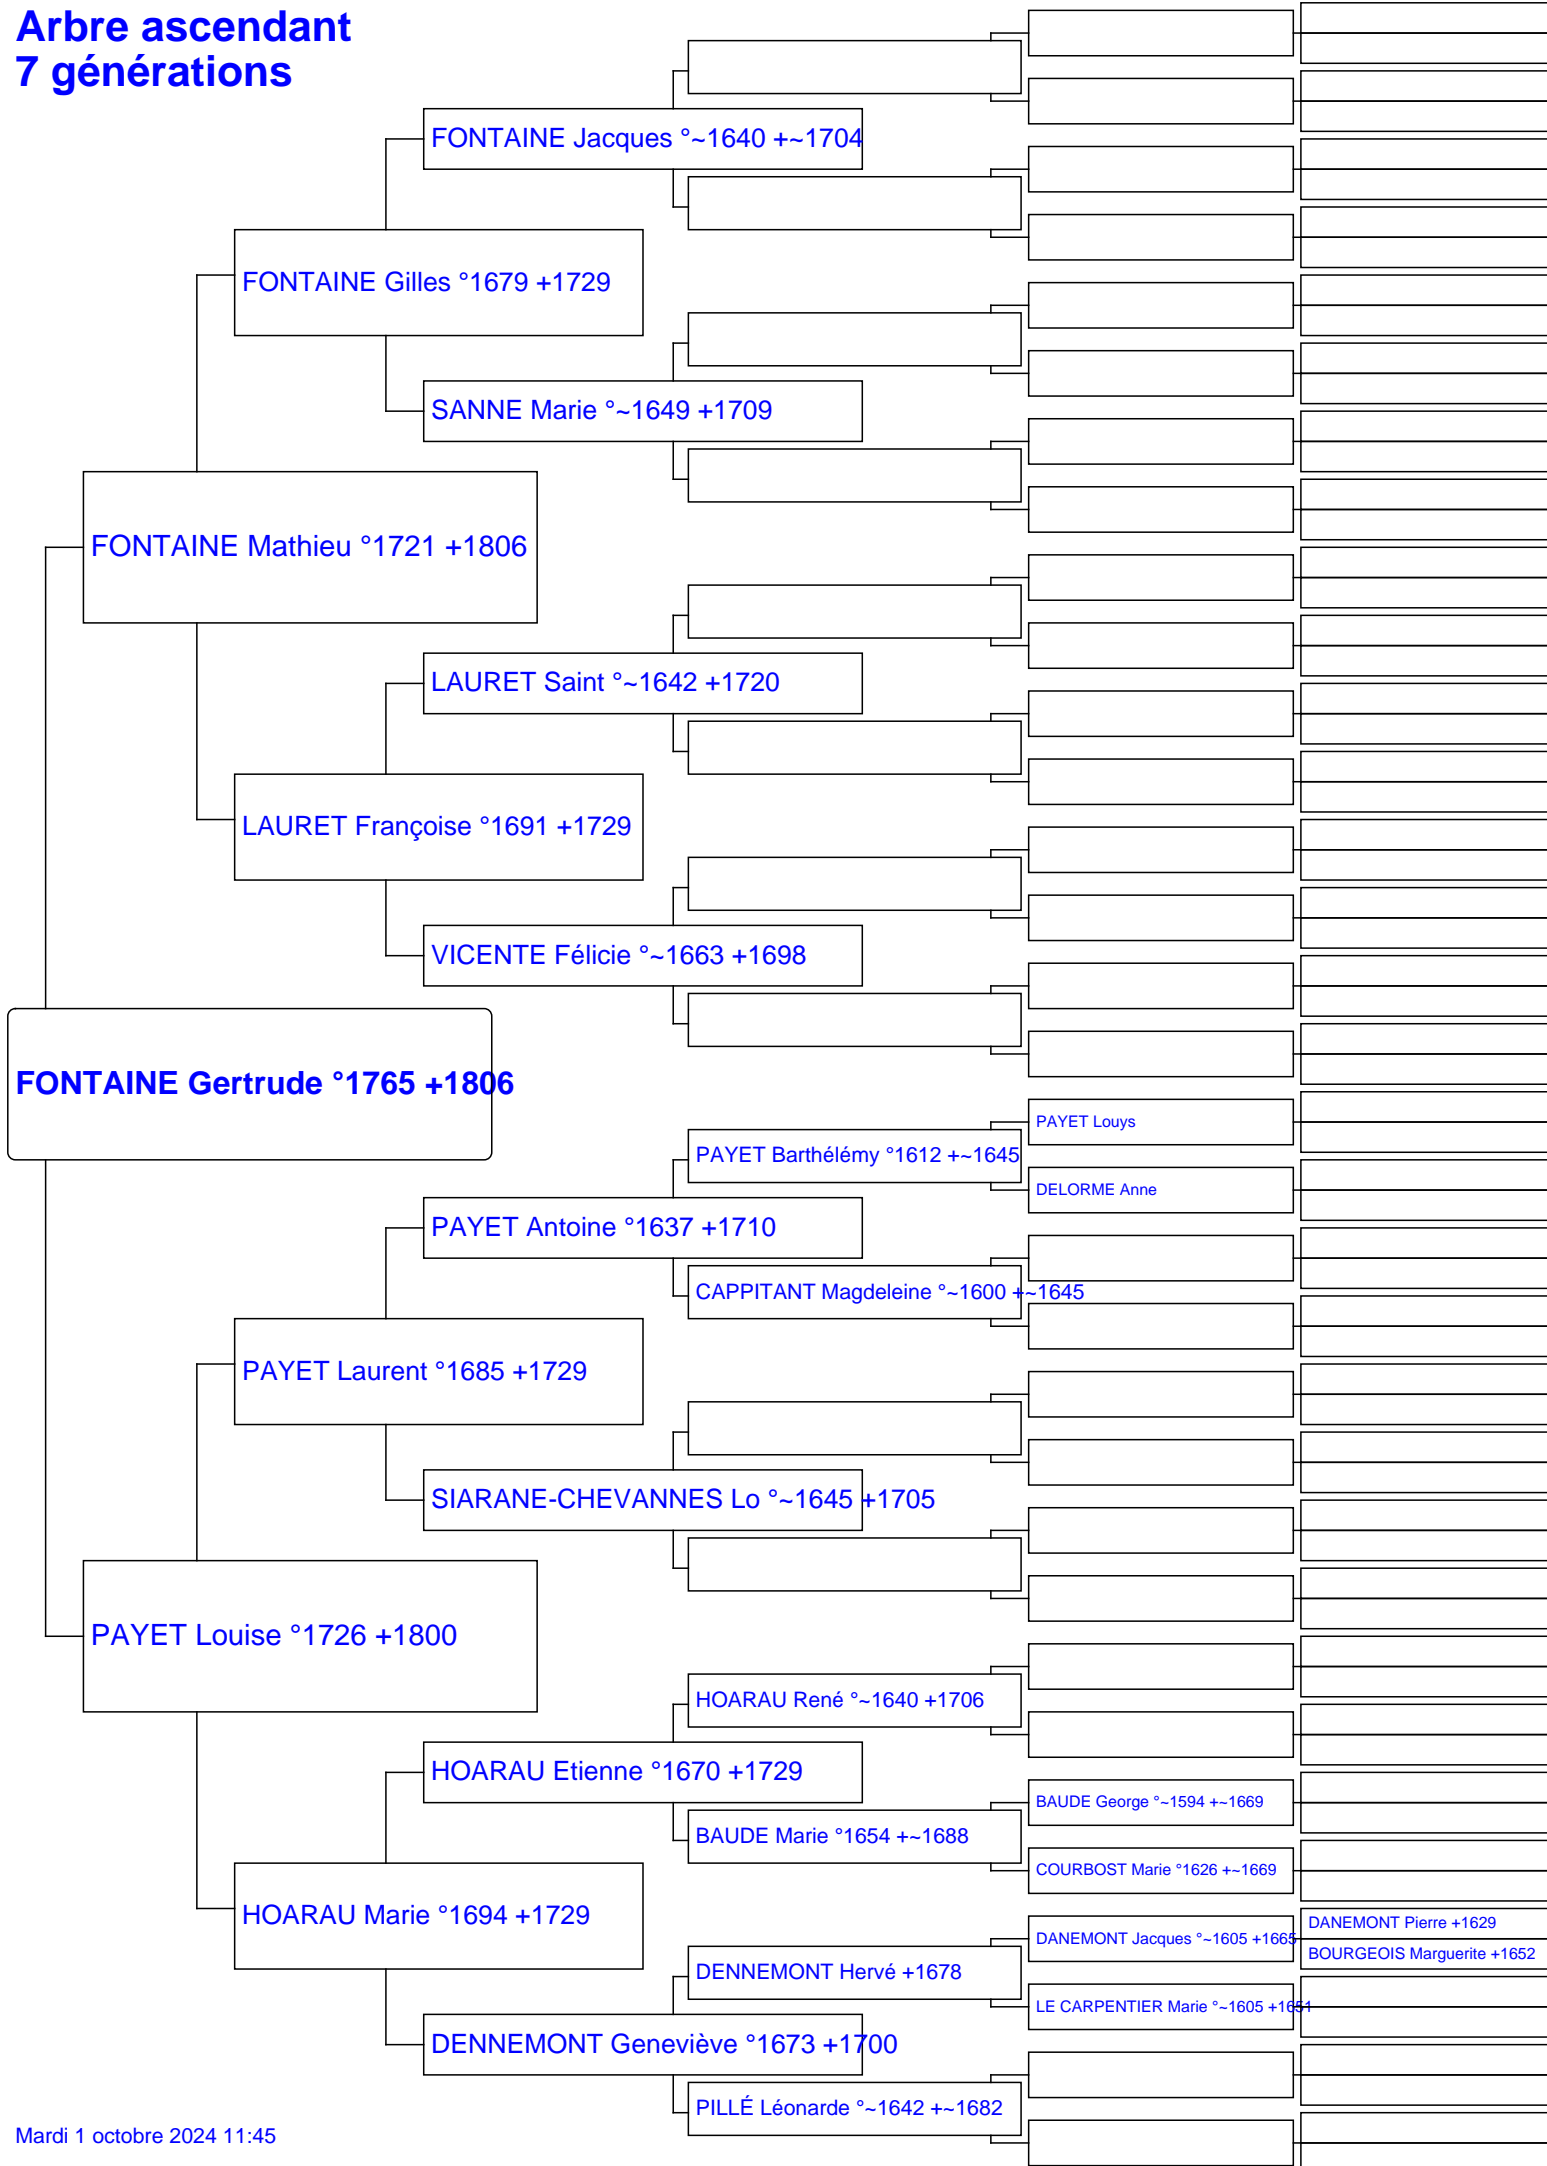 Arbre ascendant
7 générations
FONTAINE Jacques °~1640 +~1704
FONTAINE Gilles °1679 +1729
SANNE Marie °~1649 +1709
FONTAINE Mathieu °1721 +1806
LAURET Saint °~1642 +1720
LAURET Françoise °1691 +1729
VICENTE Félicie °~1663 +1698
FONTAINE Gertrude °1765 +1806
PAYET Louys
PAYET Barthélémy °1612 +~1645
DELORME Anne
PAYET Antoine °1637 +1710
CAPPITANT Magdeleine °~1600 +~1645
PAYET Laurent °1685 +1729
SIARANE-CHEVANNES Lo °~1645 +1705
PAYET Louise °1726 +1800
HOARAU René °~1640 +1706
HOARAU Etienne °1670 +1729
BAUDE George °~1594 +~1669
BAUDE Marie °1654 +~1688
COURBOST Marie °1626 +~1669
HOARAU Marie °1694 +1729
DANEMONT Pierre +1629
DANEMONT Jacques °~1605 +1665
BOURGEOIS Marguerite +1652
DENNEMONT Hervé +1678
LE CARPENTIER Marie °~1605 +1651
DENNEMONT Geneviève °1673 +1700
PILLÉ Léonarde °~1642 +~1682
Mardi 1 octobre 2024 11:45